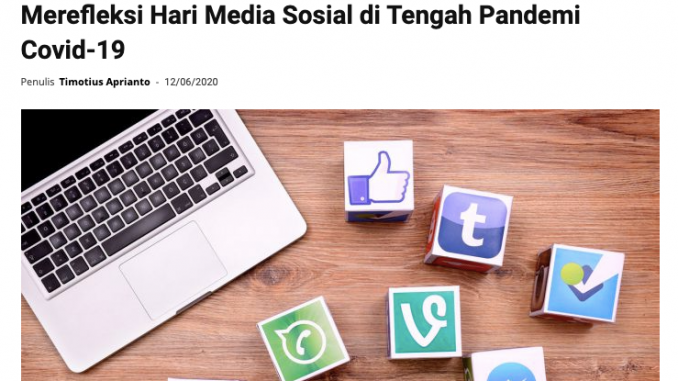 Merefleksi Hari Media Sosial di Tengah Pandemi
Covid-19
Penulis Timotius Aprianto - 12/06/2020
t